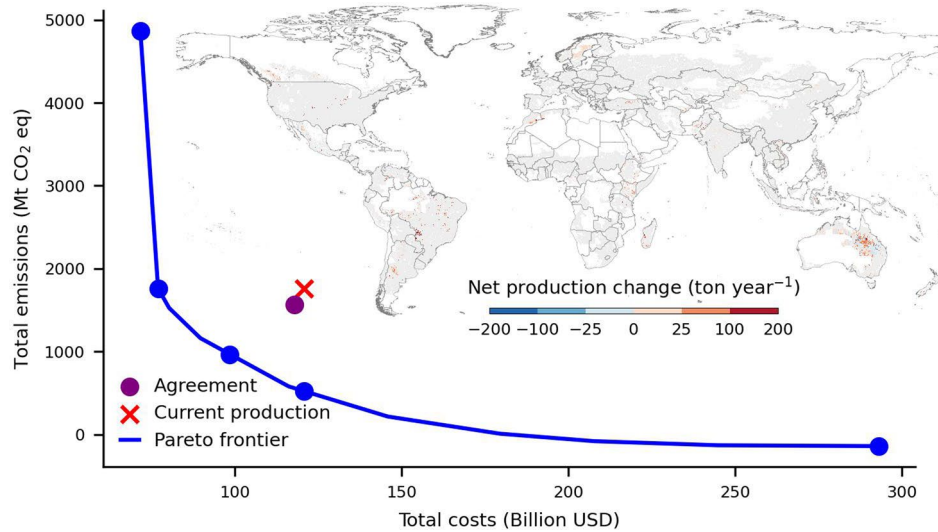 5000
4000
3000
2000
1000
0
Total emissions (Mt CO₂ eq)
Net production change (ton year⁻¹)
−200 −100 −25 0 25 100 200
Agreement
Current production
Pareto frontier
100 150 200 250 300
Total costs (Billion USD)